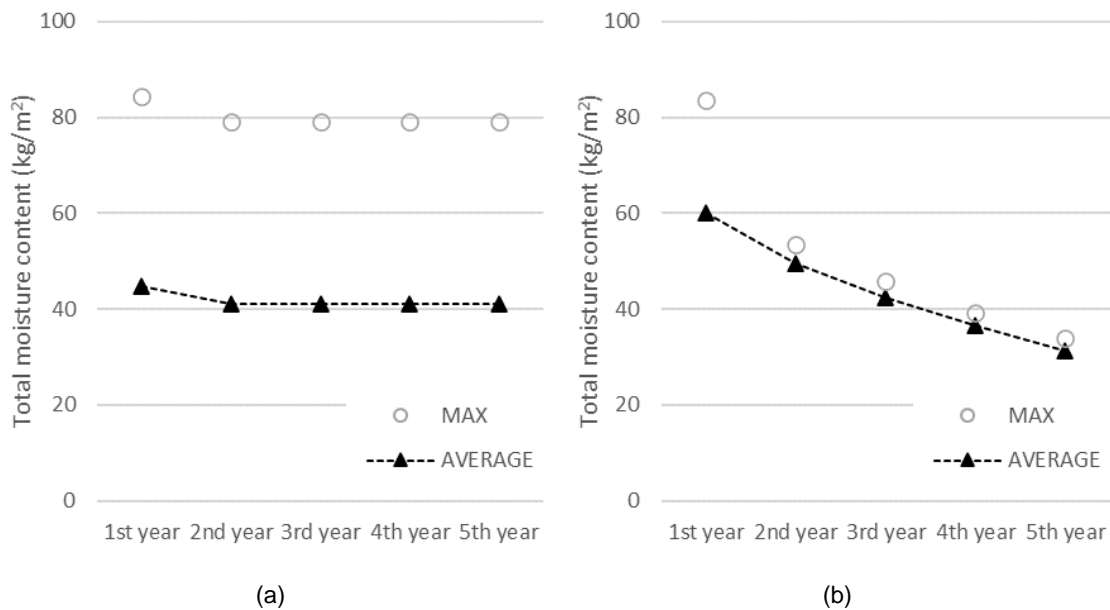 100
80
60
40
20
0
Total moisture content (kg/m²)
MAX
AVERAGE
1st year 2nd year 3rd year 4th year 5th year
(a)
100
80
60
40
20
0
Total moisture content (kg/m²)
MAX
AVERAGE
1st year 2nd year 3rd year 4th year 5th year
(b)